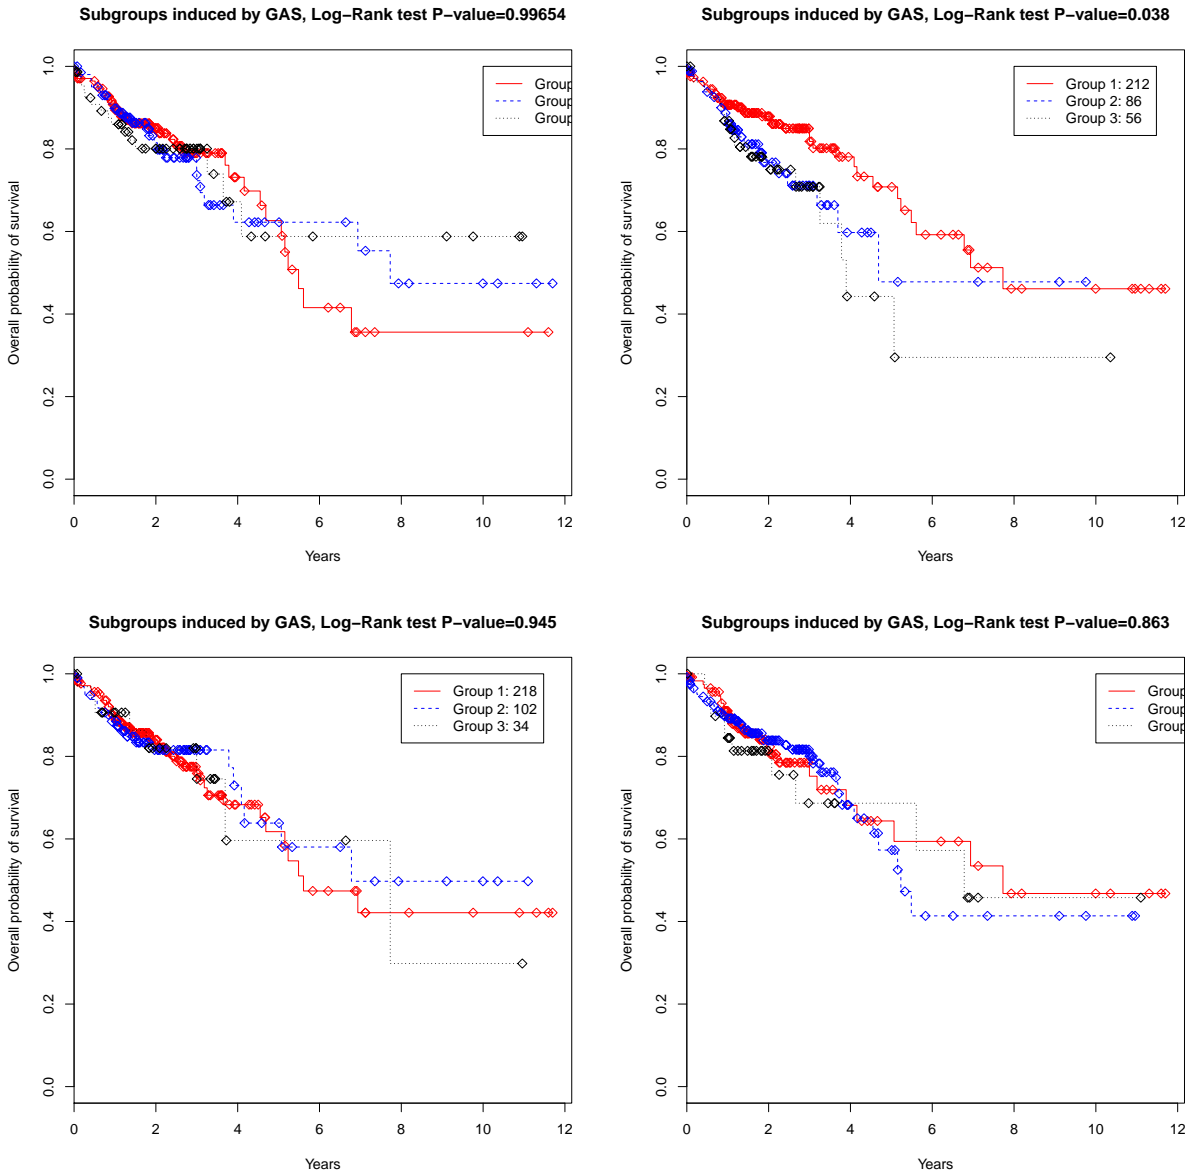 Subgroups induced by GAS, Log−Rank test P−value=0.99654
Overall probability of survival
1.0
0.8
0.6
0.4
0.2
0.0
Group
Group
Group
0 2 4 6 8 10 12
Years
Subgroups induced by GAS, Log−Rank test P−value=0.038
Overall probability of survival
1.0
0.8
0.6
0.4
0.2
0.0
Group 1: 212
Group 2: 86
Group 3: 56
0 2 4 6 8 10 12
Years
Subgroups induced by GAS, Log−Rank test P−value=0.945
Overall probability of survival
1.0
0.8
0.6
0.4
0.2
0.0
Group 1: 218
Group 2: 102
Group 3: 34
0 2 4 6 8 10 12
Years
Subgroups induced by GAS, Log−Rank test P−value=0.863
Overall probability of survival
1.0
0.8
0.6
0.4
0.2
0.0
Group
Group
Group
0 2 4 6 8 10 12
Years